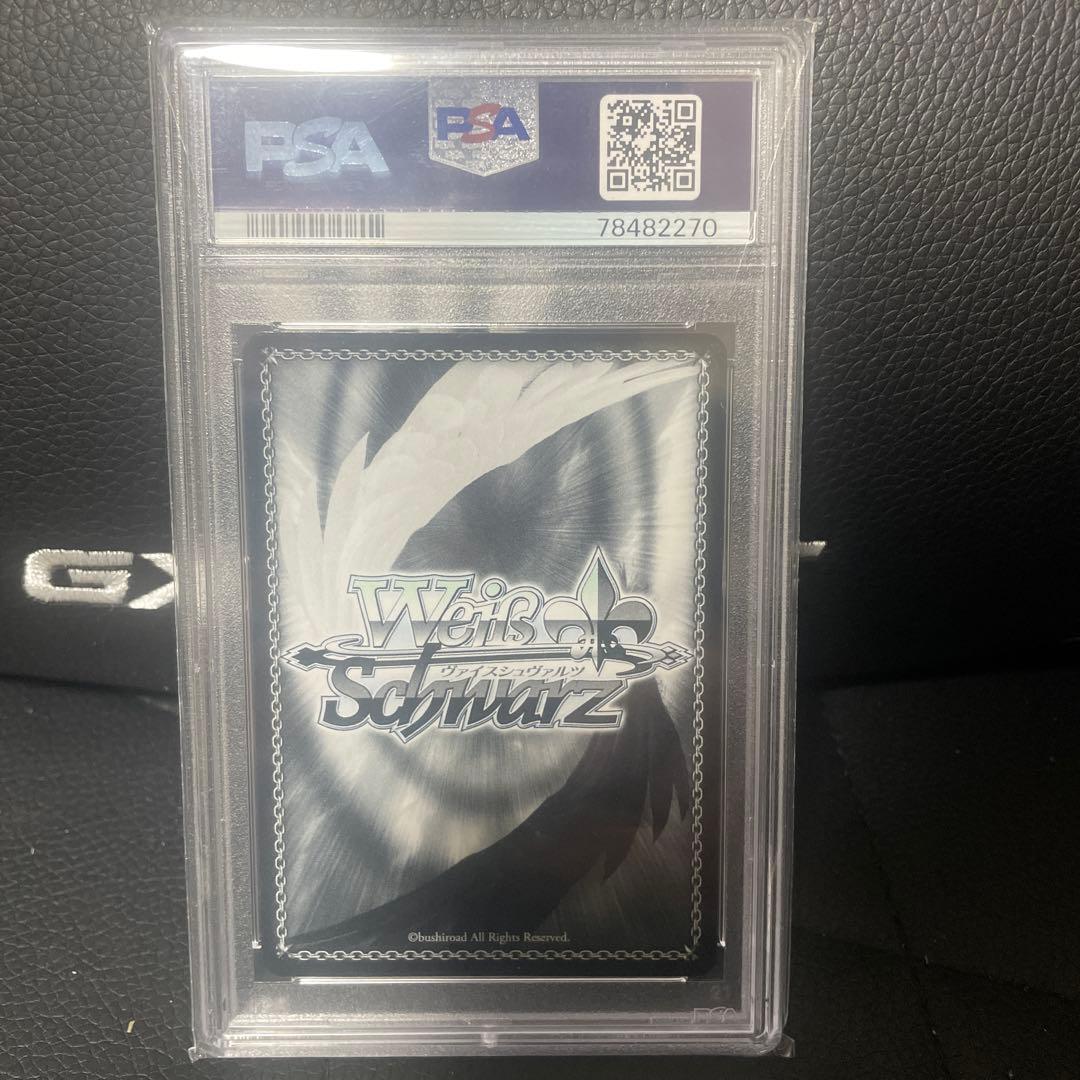 PSA
PSA
78482270
Weiß
ヴァイスシュヴァルツ
Schwarz
©bushiroad All Rights Reserved.
PSA